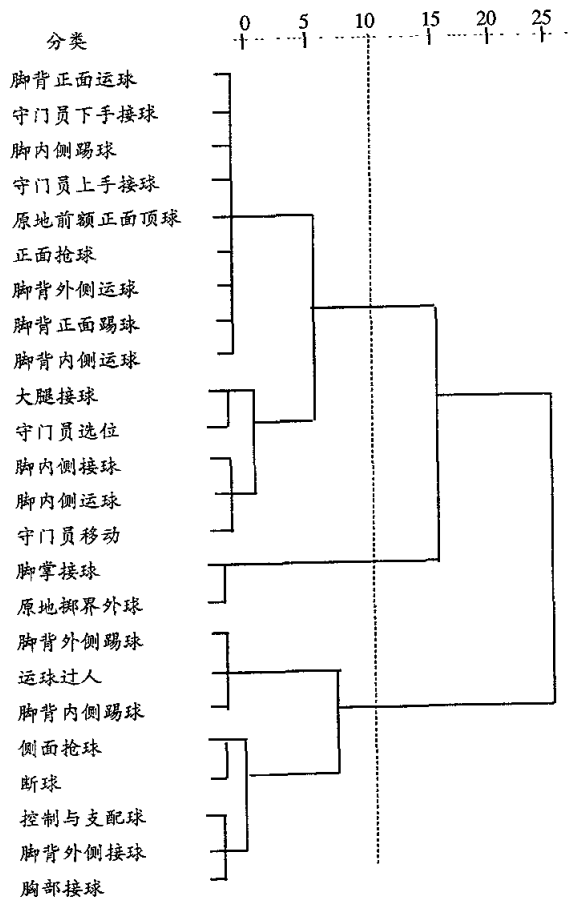 0 5 10 15 20 25
分类
脚背正面运球
守门员下手接球
脚内侧踢球
守门员上手接球
原地前额正面顶球
正面抢球
脚背外侧运球
脚背正面踢球
脚背内侧运球
大腿接球
守门员选位
脚内侧接球
脚内侧运球
守门员移动
脚掌接球
原地掷界外球
脚背外侧踢球
运球过人
脚背内侧踢球
侧面抢球
断球
控制与支配球
脚背外侧接球
胸部接球